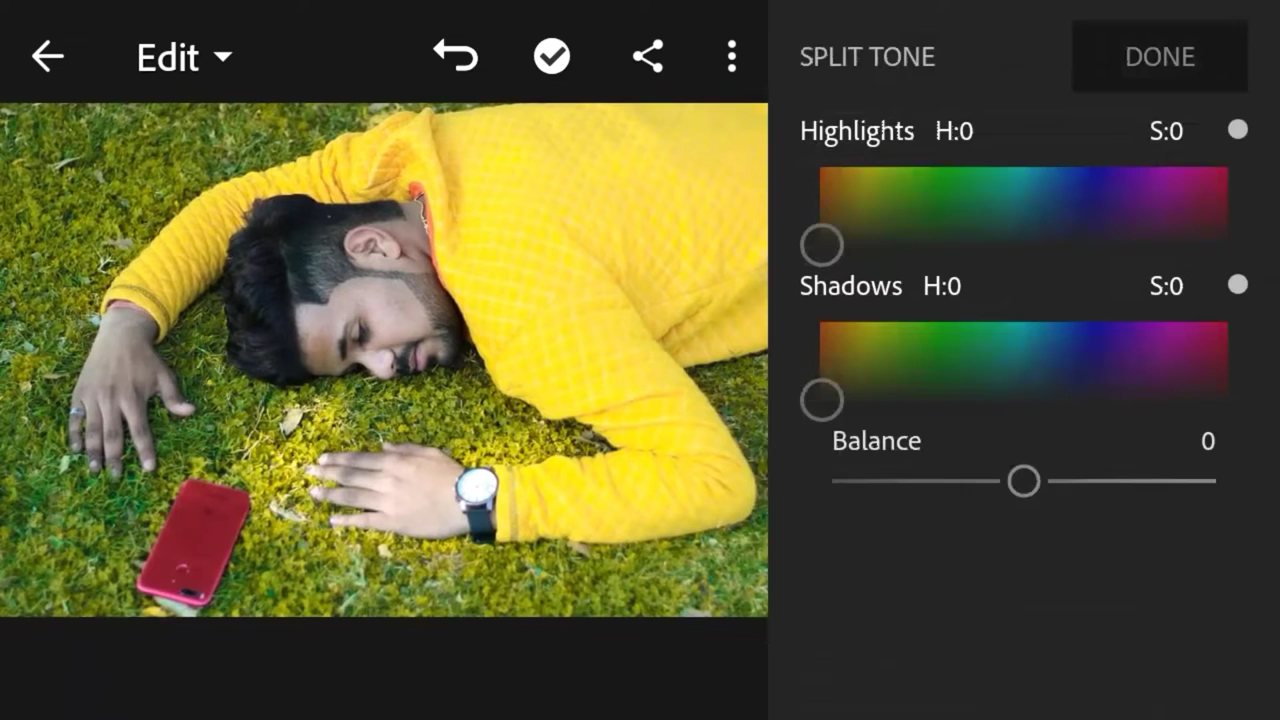 Edit
SPLIT TONE
DONE
Highlights H:0 S:0
Shadows H:0 S:0
Balance 0